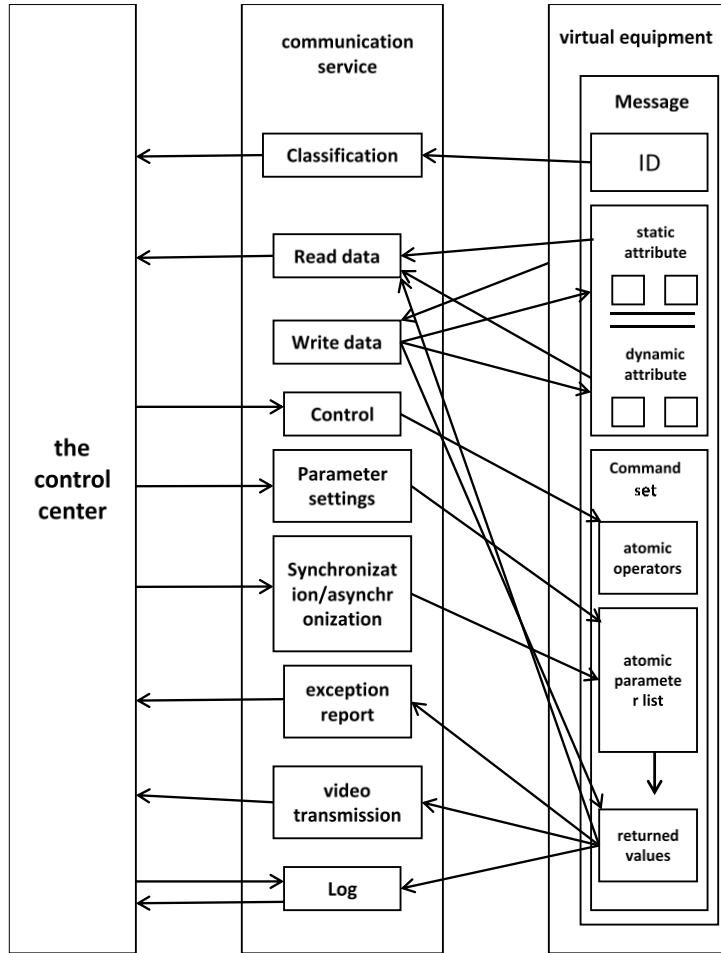 the
control
center
communication
service
Classification
Read data
Write data
Control
Parameter
settings
Synchronizat
ion/asynchr
onization
exception
report
video
transmission
Log
virtual equipment
Message
ID
static
attribute
dynamic
attribute
Command
set
atomic
operators
atomic
paramete
r list
returned
values